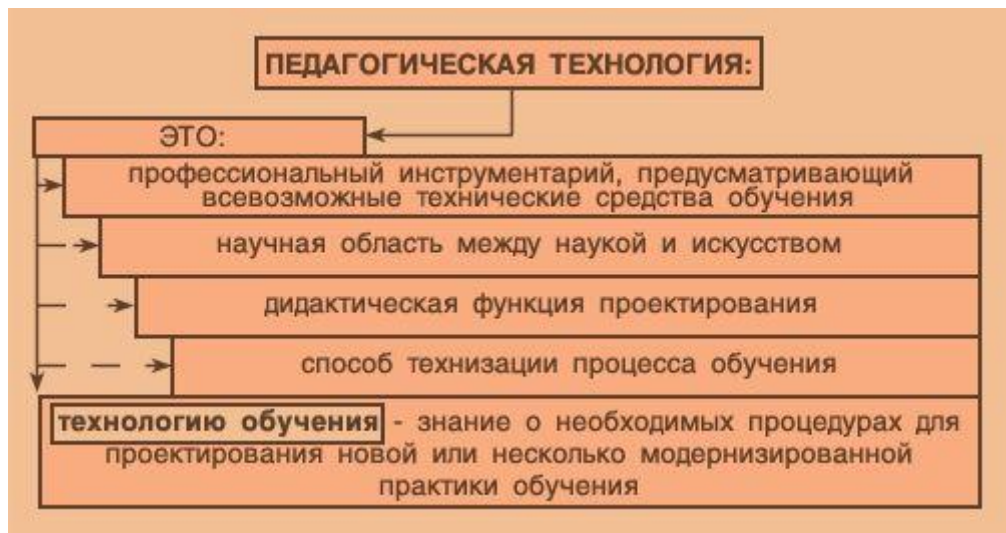 ПЕДАГОГИЧЕСКАЯ ТЕХНОЛОГИЯ:
ЭТО:
профессиональный инструментарий, предусматривающий
всевозможные технические средства обучения
научная область между наукой и искусством
дидактическая функция проектирования
способ технизации процесса обучения
технологию обучения - знание о необходимых процедурах для
проектирования новой или несколько модернизированной
практики обучения